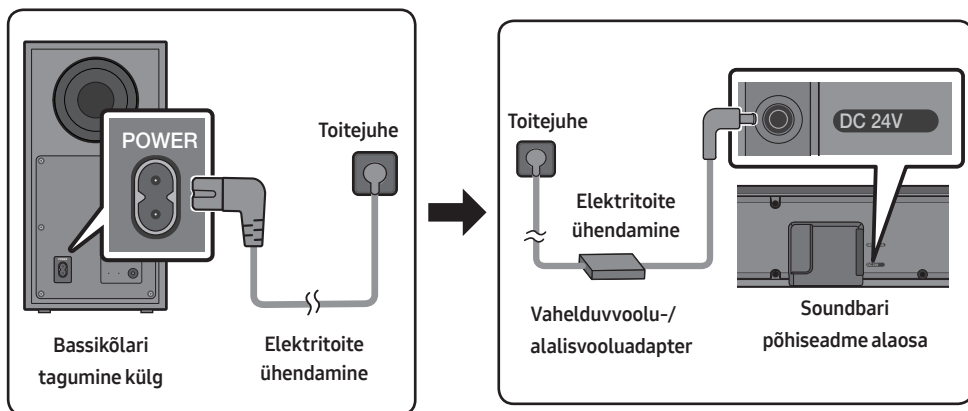 POWER
Toitejuhe
Bassikõlari
tagumine külg
Elektritoite
ühendamine
DC 24V
Toitejuhe
Elektritoite
ühendamine
Vahelduvvoolu-/
alalisvooluadapter
Soundbari
põhiseadme alaosa